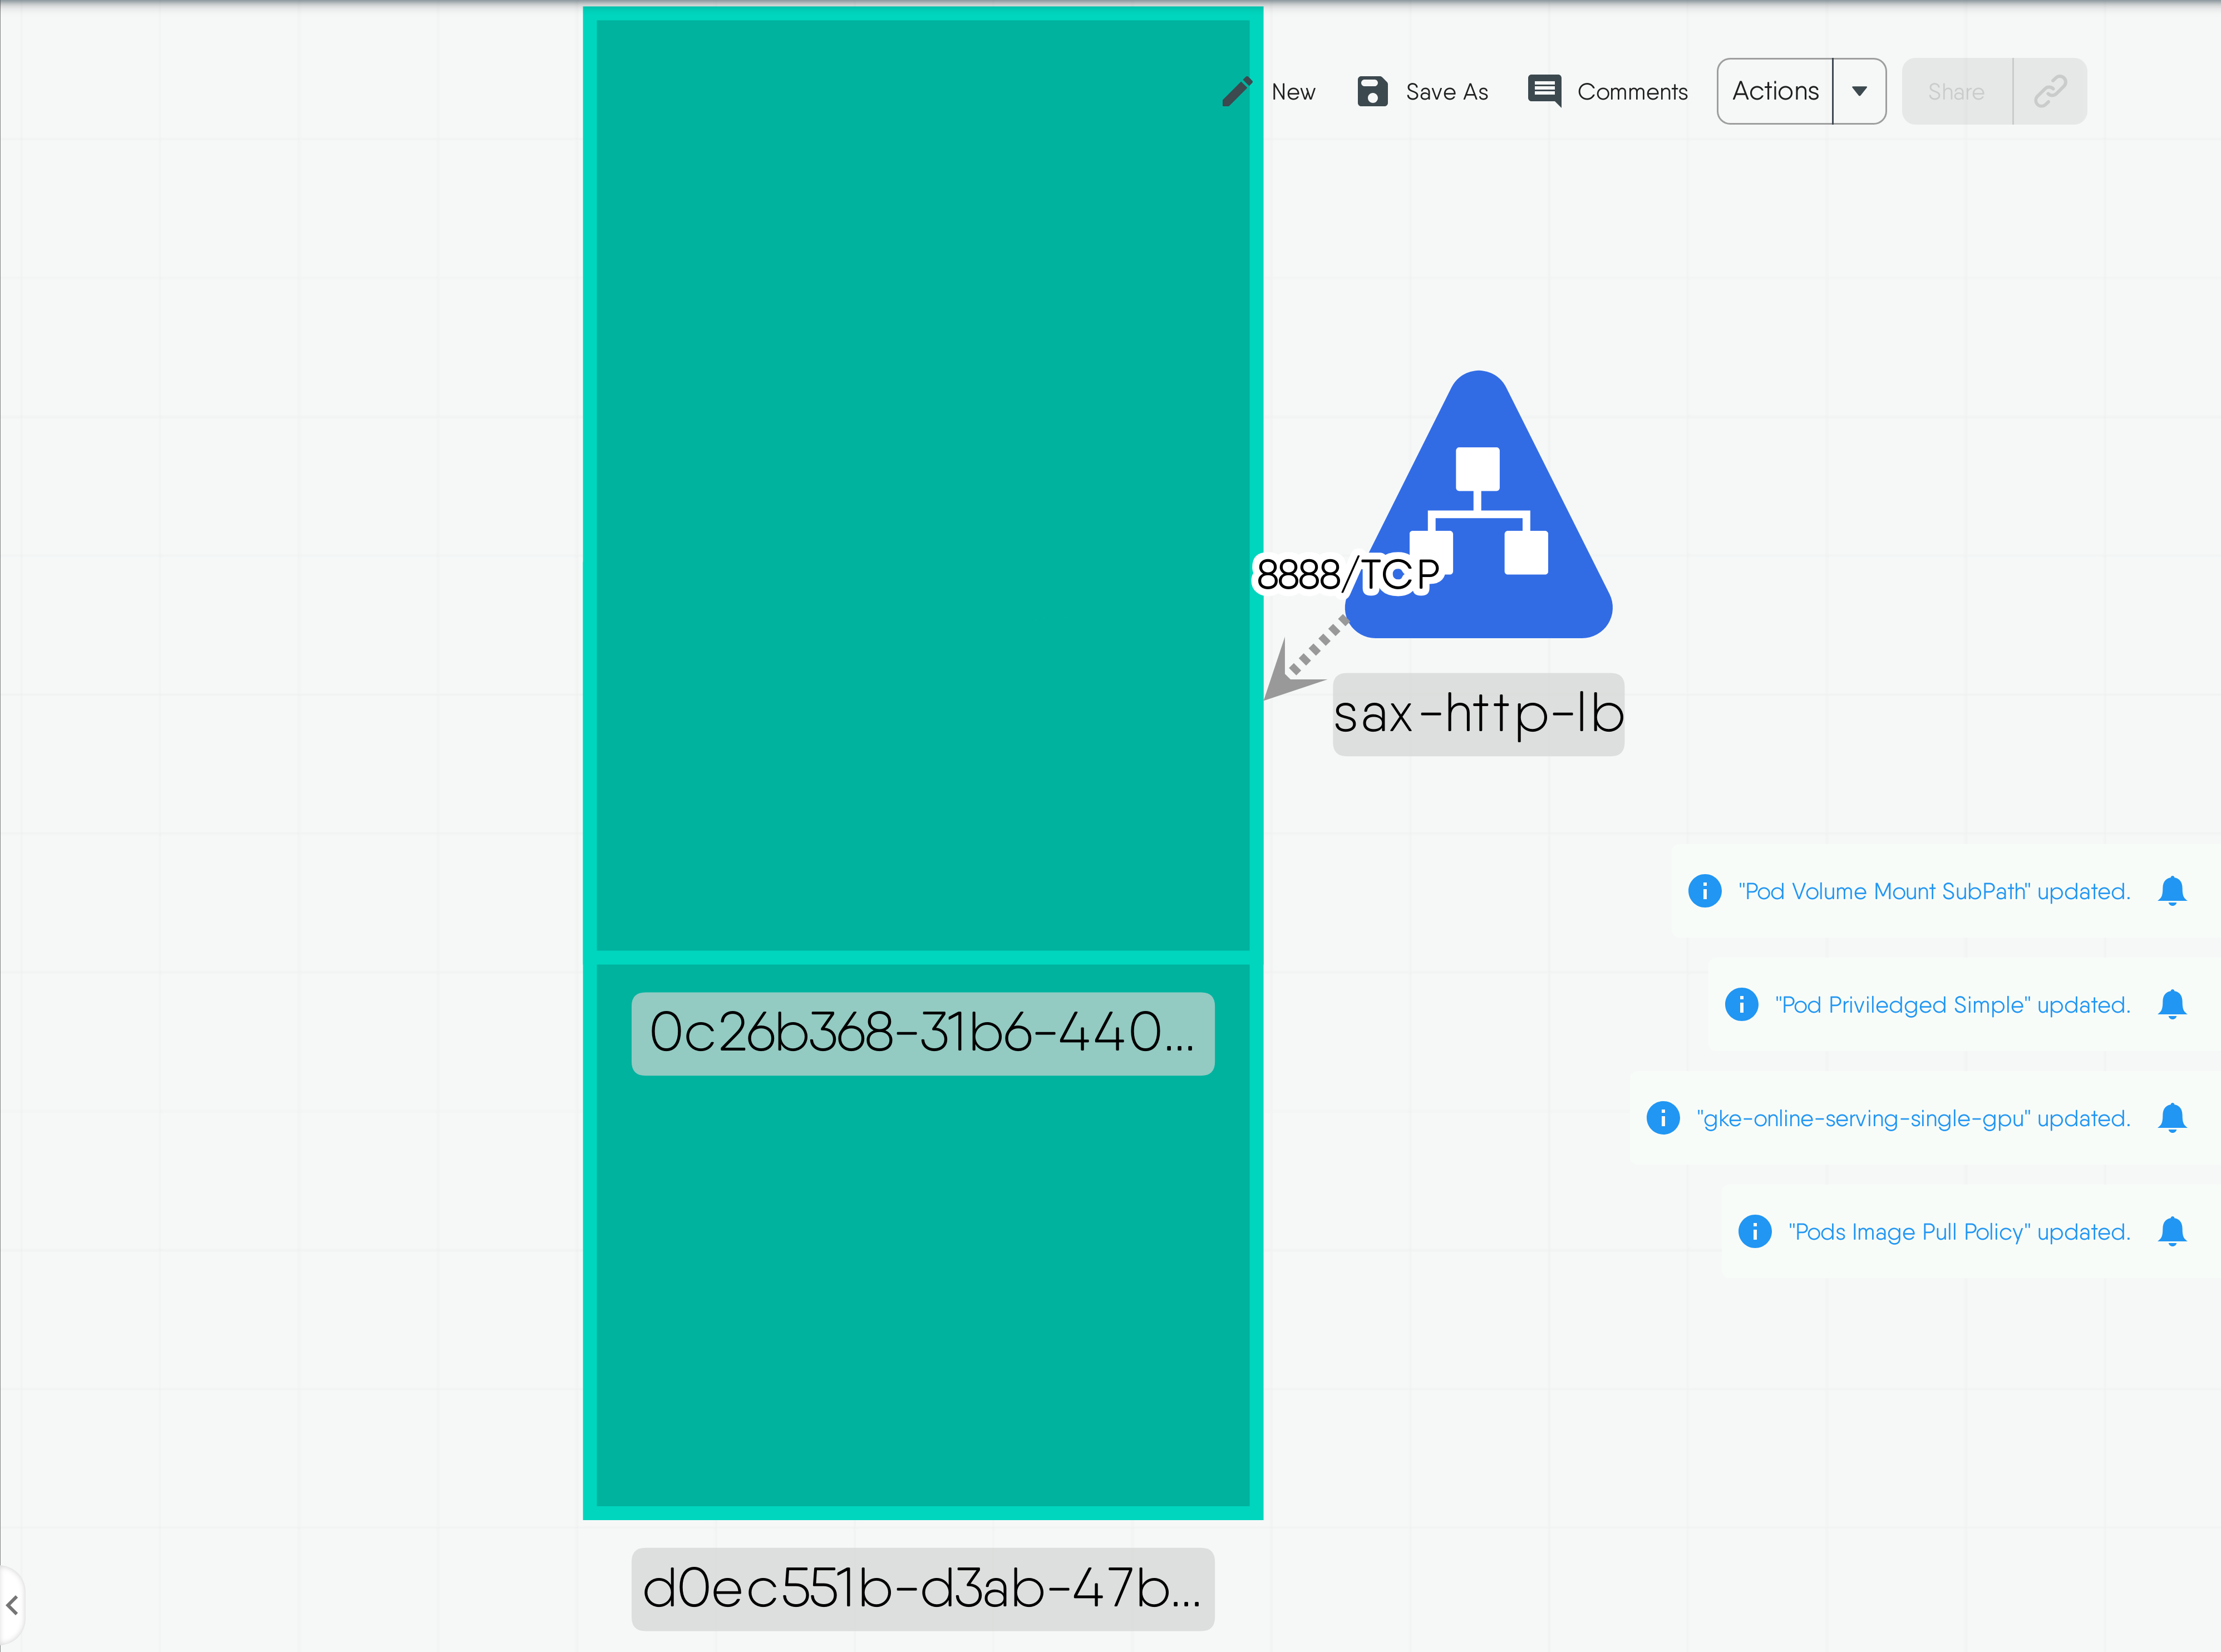 New
Save As
Comments
Actions
Share
8888/TCP
sax-http-lb
"Pod Volume Mount SubPath" updated.
"Pod Priviledged Simple" updated.
0c26b368-31b6-440...
"gke-online-serving-single-gpu" updated.
"Pods Image Pull Policy" updated.
d0ec551b-d3ab-47b...